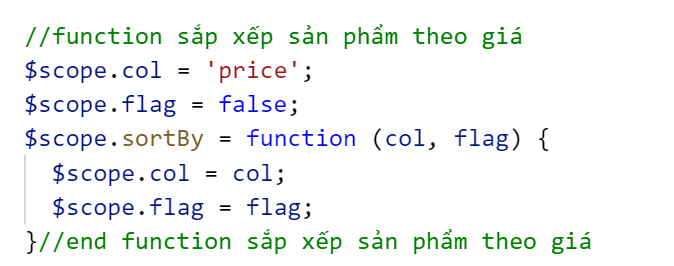 //function sắp xếp sản phẩm theo giá
$scope.col = 'price';
$scope.flag = false;
$scope.sortBy = function (col, flag) {
  $scope.col = col;
  $scope.flag = flag;
}//end function sắp xếp sản phẩm theo giá